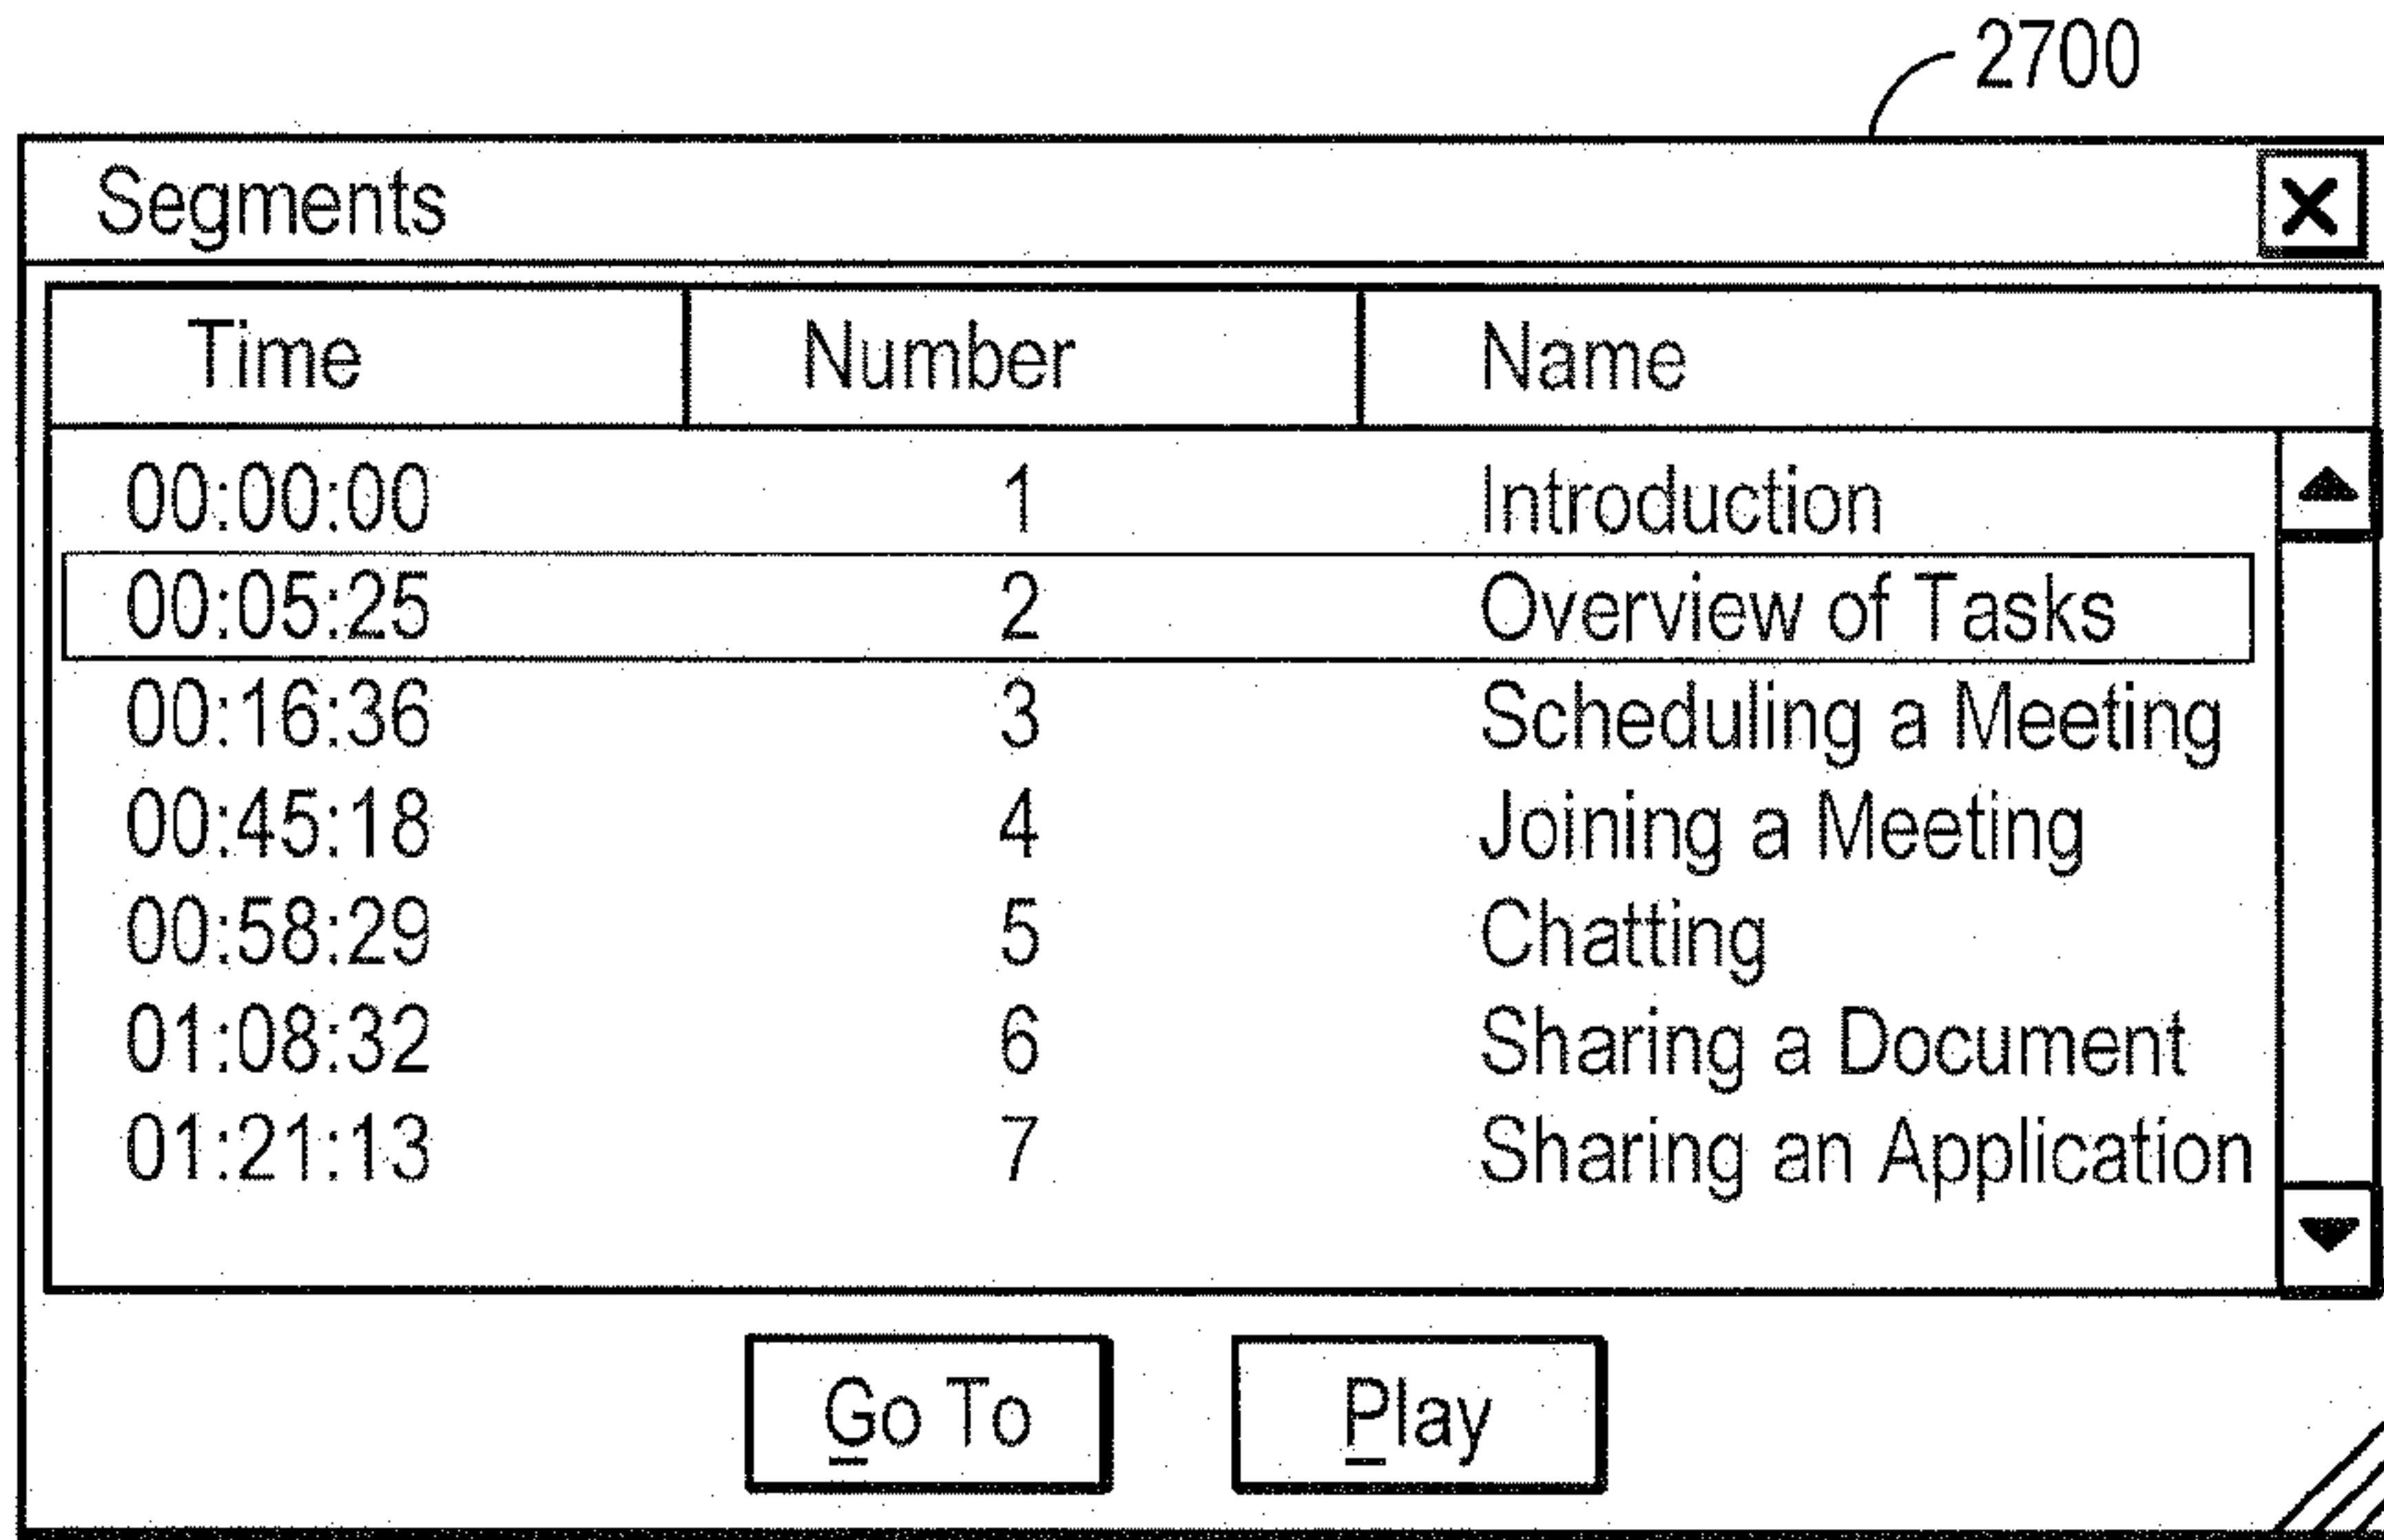 2700
Segments
Time Number Name
00:00:00 1 Introduction
00:05:25 2 Overview of Tasks
00:16:36 3 Scheduling a Meeting
00:45:18 4 Joining a Meeting
00:58:29 5 Chatting
01:08:32 6 Sharing a Document
01:21:13 7 Sharing an Application
Go To Play